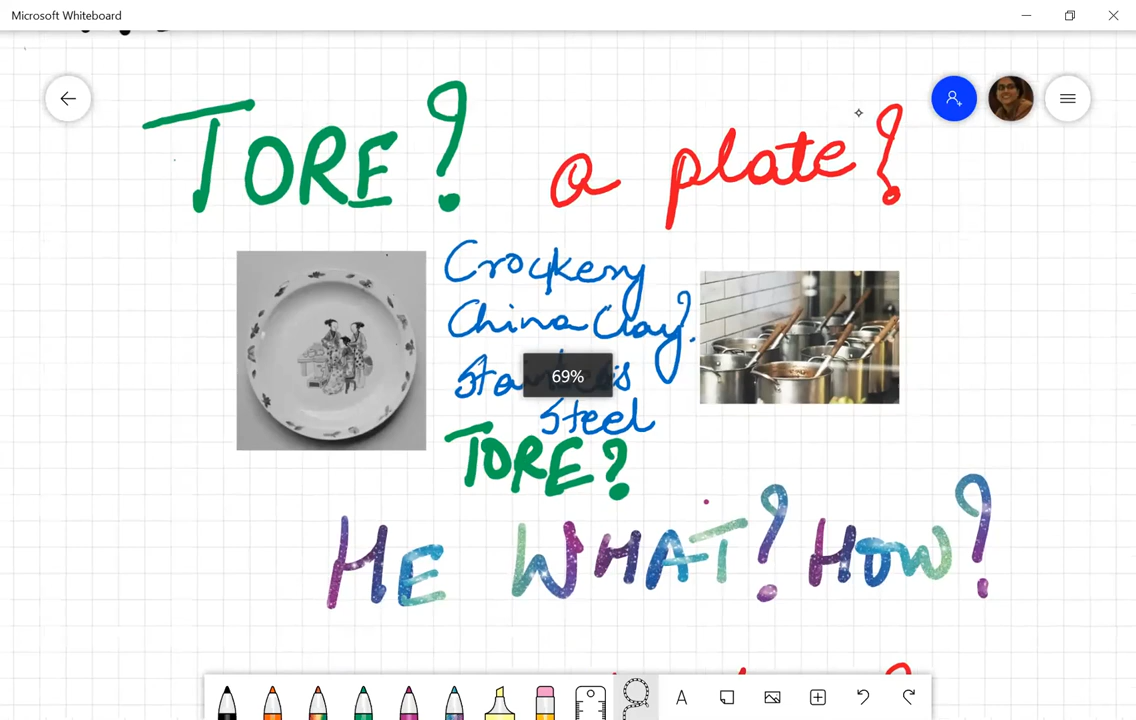 Microsoft Whiteboard
TORE? a plate?
Crockery
China Clay?
69%
Steel
TORE?
HE WHAT? HOW?